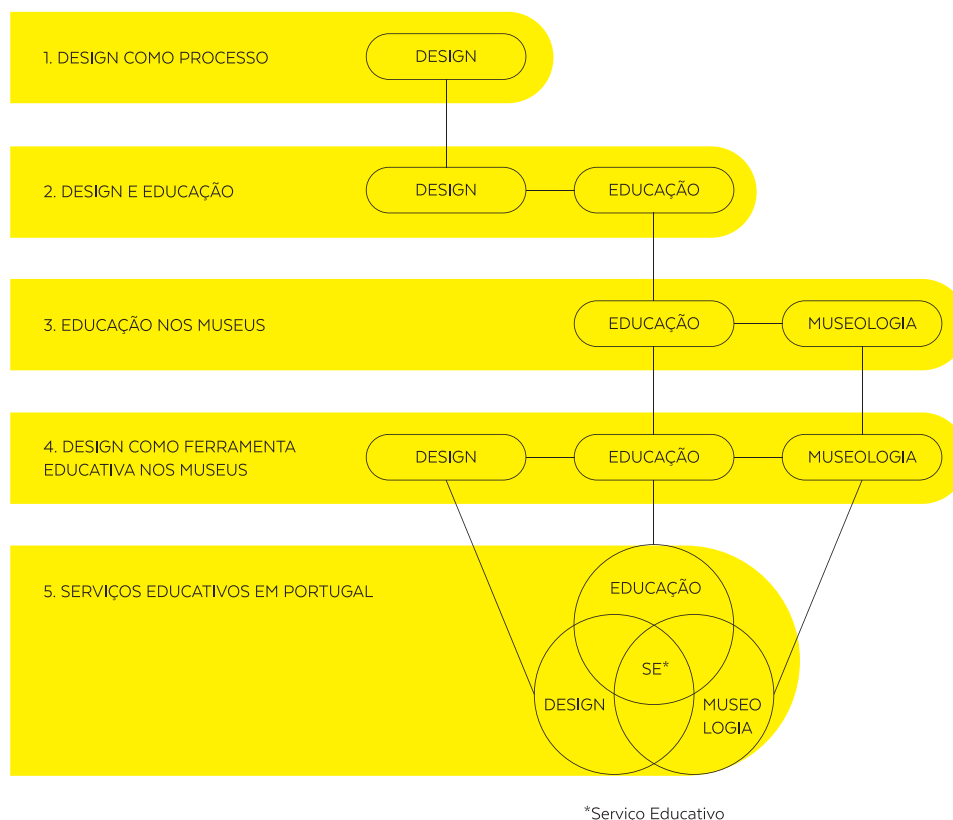 1. DESIGN COMO PROCESSO
DESIGN
2. DESIGN E EDUCAÇÃO
DESIGN
EDUCAÇÃO
3. EDUCAÇÃO NOS MUSEUS
EDUCAÇÃO
MUSEOLOGIA
4. DESIGN COMO FERRAMENTA
EDUCATIVA NOS MUSEUS
DESIGN
EDUCAÇÃO
MUSEOLOGIA
5. SERVIÇOS EDUCATIVOS EM PORTUGAL
EDUCAÇÃO
SE*
DESIGN
MUSEO
LOGIA
*Servico Educativo